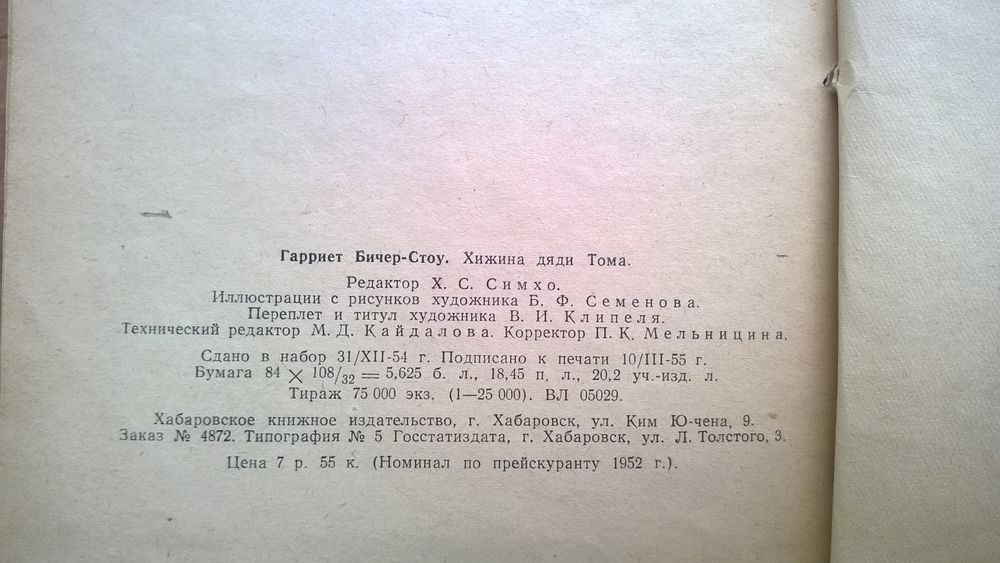 Гарриет Бичер-Стоу. Хижина дяди Тома.
Редактор Х. С. Симхо.
Иллюстрации с рисунков художника Б. Ф. Семенова.
Переплет и титул художника В. И. Клипеля.
Технический редактор М. Д. Кайдалова. Корректор П. К. Мельницина.
Сдано в набор 31/XII-54 г. Подписано к печати 10/III-55 г.
Бумага 84 × 108/32 = 5,625 б. л., 18,45 п. л., 20,2 уч.-изд. л.
Тираж 75 000 экз. (1—25 000). ВЛ 05029.
Хабаровское книжное издательство, г. Хабаровск, ул. Ким Ю-чена, 9.
Заказ № 4872. Типография № 5 Госстатиздата, г. Хабаровск, ул. Л. Толстого, 3.
Цена 7 р. 55 к. (Номинал по прейскуранту 1952 г.).